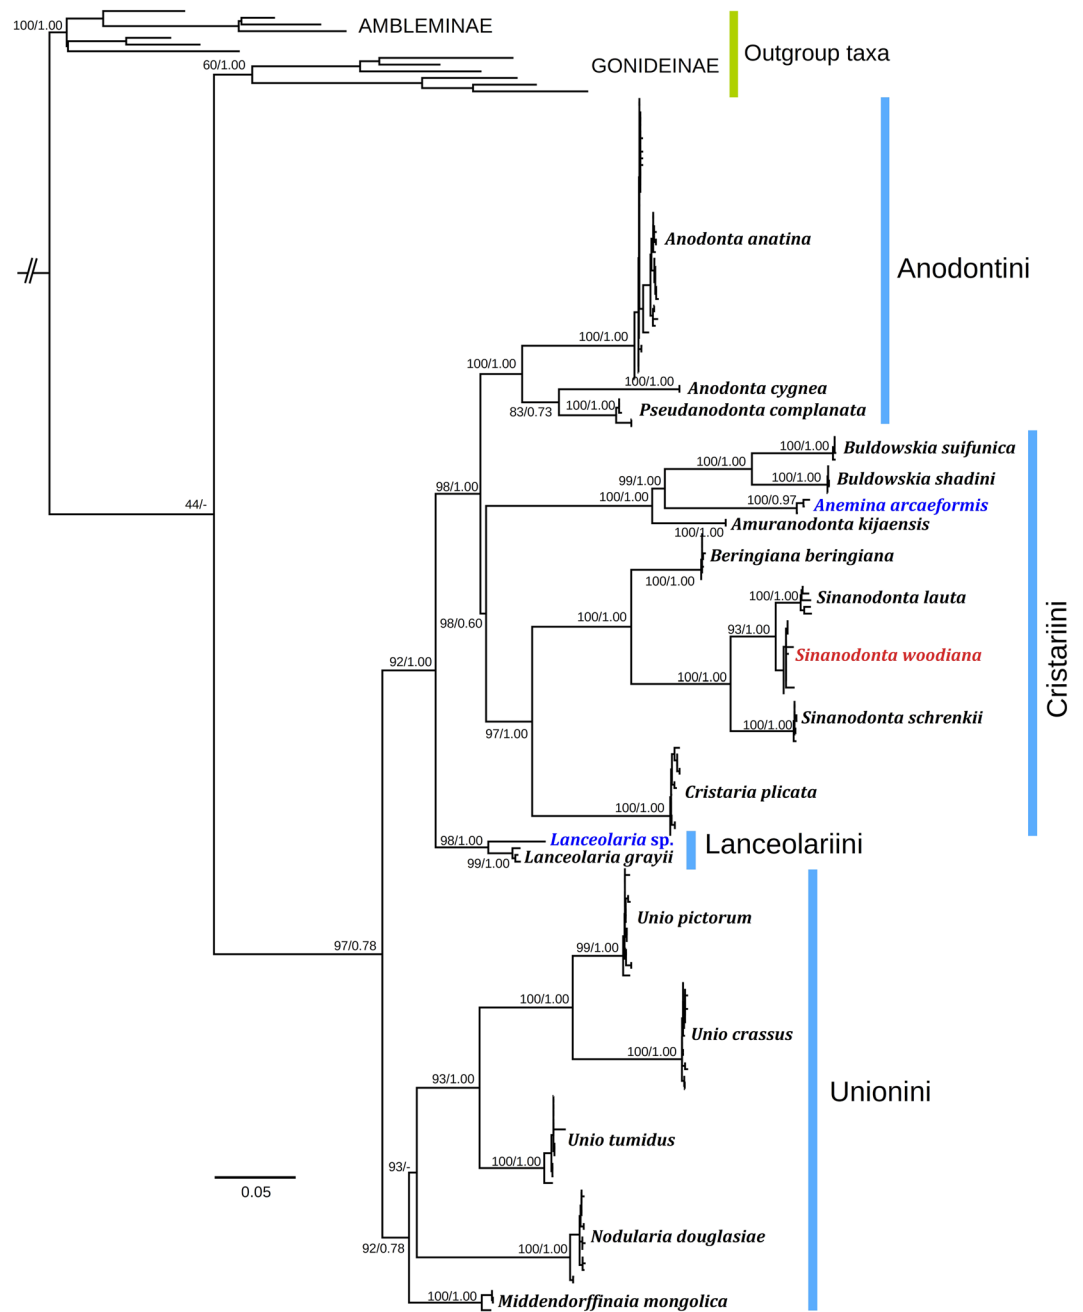 100/1.00
AMBLEMINAE
60/1.00
GONIDEINAE
Outgroup taxa
Anodonta anatina
Anodontini
100/1.00
100/1.00
100/1.00
Anodonta cygnea
83/0.73
100/1.00
Pseudanodonta complanata
100/1.00
Buldowskia suifunica
100/1.00
100/1.00
Buldowskia shadini
99/1.00
98/1.00
100/1.00
100/0.97
Anemina arcaeformis
44/-
Amuranodonta kijaensis
100/1.00
Beringiana beringiana
100/1.00
100/1.00
Sinanodonta lauta
98/0.60
100/1.00
93/1.00
Sinanodonta woodiana
Cristariini
92/1.00
100/1.00
Sinanodonta schrenkii
100/1.00
97/1.00
Cristaria plicata
100/1.00
98/1.00
Lanceolaria sp.
Lanceolariini
99/1.00
Lanceolaria grayii
Unio pictorum
97/0.78
99/1.00
100/1.00
Unio crassus
100/1.00
93/1.00
Unionini
Unio tumidus
100/1.00
93/-
0.05
Nodularia douglasiae
92/0.78
100/1.00
100/1.00
Middendorffinaia mongolica